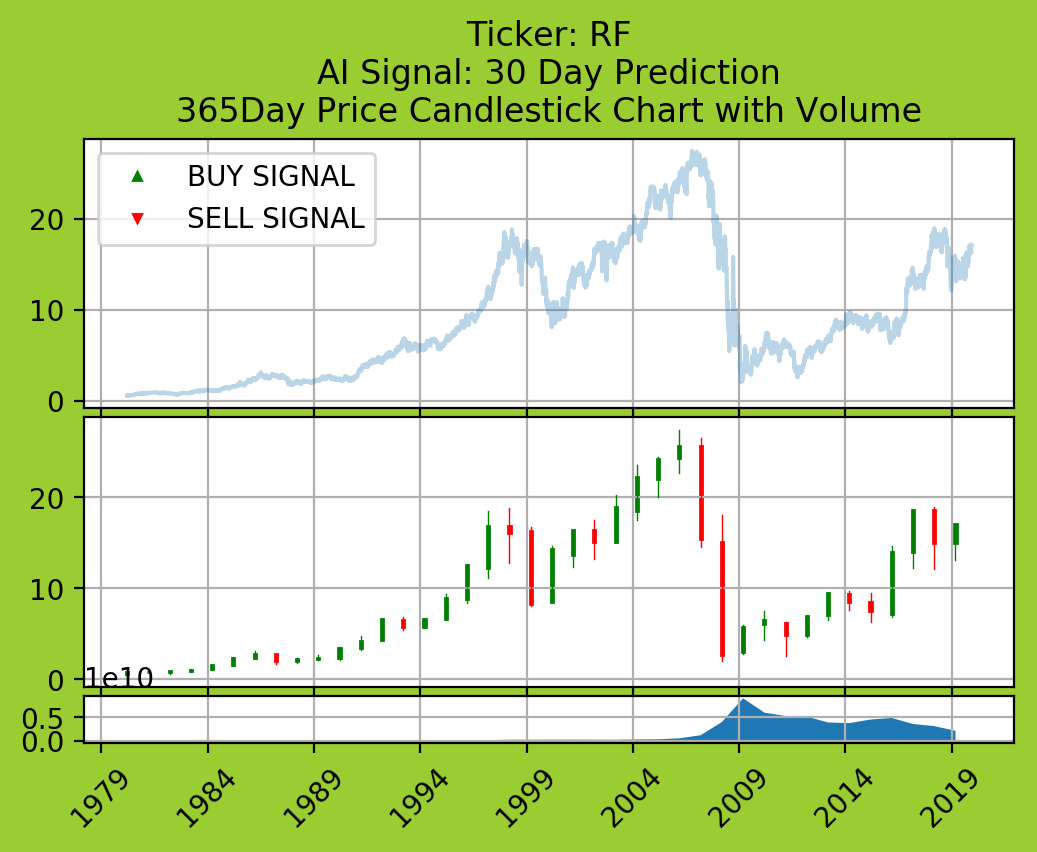 Ticker: RF
AI Signal: 30 Day Prediction
365Day Price Candlestick Chart with Volume
BUY SIGNAL
SELL SIGNAL
20
10
0
20
10
0
1e10
0.5
0.0
1979
1984
1989
1994
1999
2004
2009
2014
2019